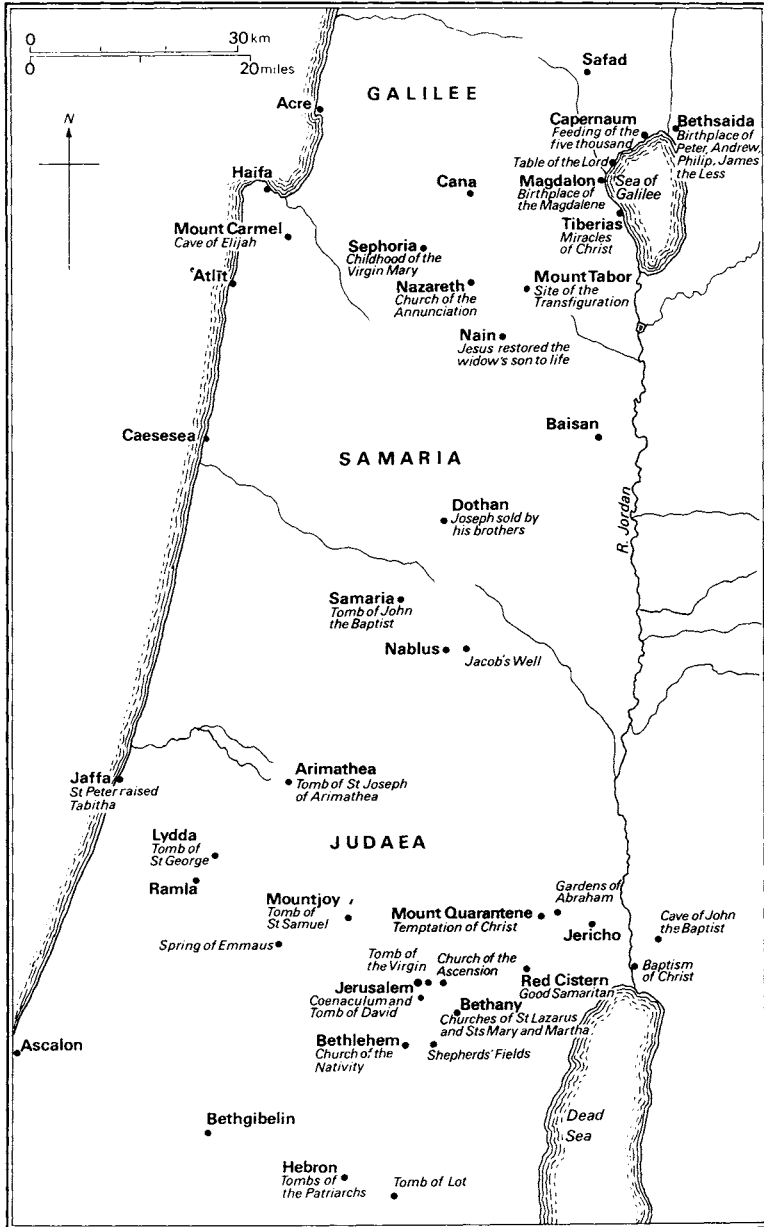 0 30 km
0 20 miles
N
Safad
GALILEE
Acre
Capernaum
Feeding of the
five thousand
Bethsaida
Birthplace of
Peter, Andrew,
Philip, James
the Less
Table of the Lord
Haifa
Cana
Magdalon
Birthplace of
the Magdalene
Sea of
Galilee
Tiberias
Miracles
of Christ
Mount Carmel
Cave of Elijah
Sephoria
Childhood of the
Virgin Mary
ʿAtlīt
Nazareth
Church of the
Annunciation
Mount Tabor
Site of the
Transfiguration
Nain
Jesus restored the
widow's son to life
Caesesea
Baisan
SAMARIA
Dothan
Joseph sold by
his brothers
R. Jordan
Samaria
Tomb of John
the Baptist
Nablus
Jacob's Well
Jaffa
St Peter raised
Tabitha
Arimathea
Tomb of St Joseph
of Arimathea
Lydda
Tomb of
St George
JUDAEA
Ramla
Mountjoy
Tomb of
St Samuel
Mount Quarantene
Temptation of Christ
Gardens of
Abraham
Jericho
Cave of John
the Baptist
Spring of Emmaus
Tomb of
the Virgin
Church of the
Ascension
Baptism
of Christ
Jerusalem
Coenaculum and
Tomb of David
Red Cistern
Good Samaritan
Bethany
Churches of St Lazarus
and Sts Mary and Martha
Ascalon
Bethlehem
Church of the
Nativity
Shepherds' Fields
Bethgibelin
Dead
Sea
Hebron
Tombs of
the Patriarchs
Tomb of Lot